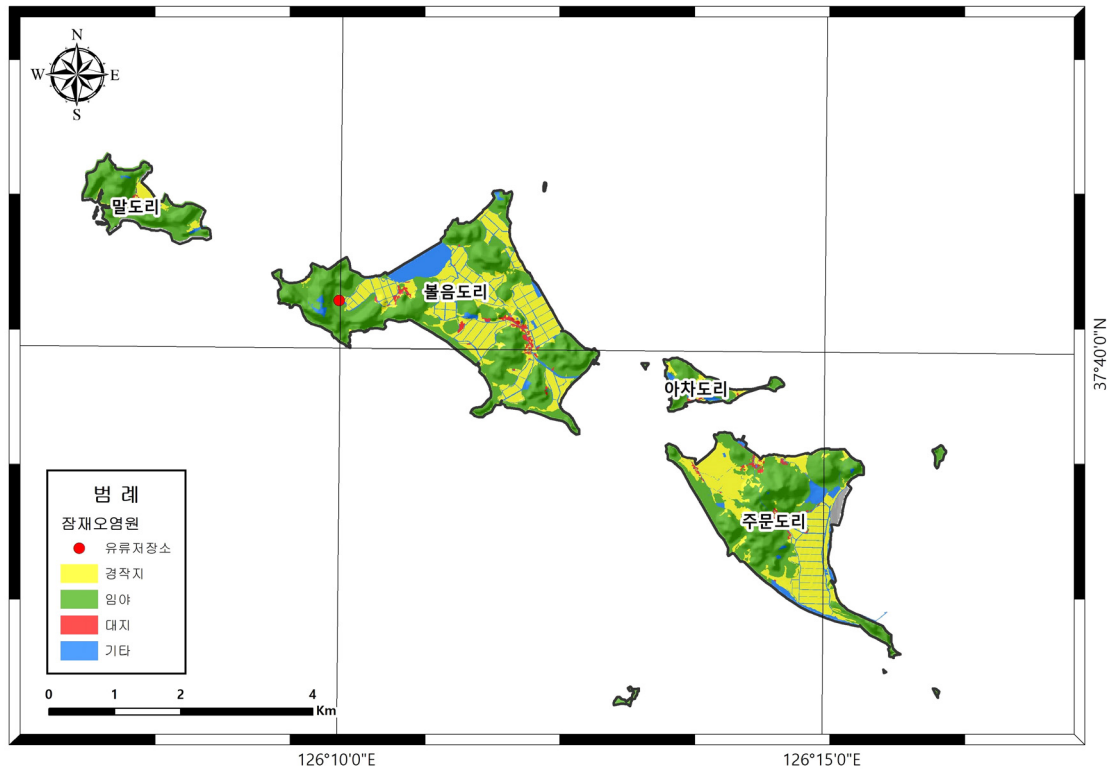 N
W E
S
말도리
볼음도리
아차도리
주문도리
37°40'0"N
범 례
잠재오염원
유류저장소
경작지
임야
대지
기타
0 1 2 4
Km
126°10'0"E 126°15'0"E